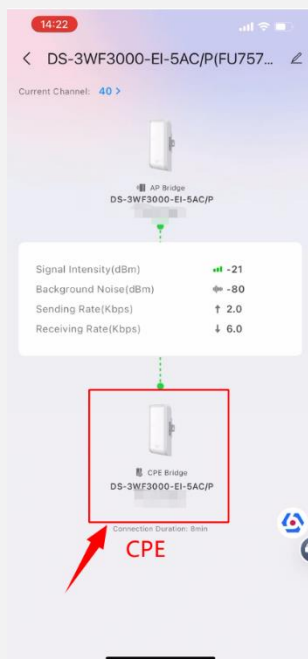 14:22
DS-3WF3000-EI-5AC/P(FU757...
Current Channel: 40 >
AP Bridge
DS-3WF3000-EI-5AC/P
Signal Intensity(dBm) -21
Background Noise(dBm) -80
Sending Rate(Kbps) ↑ 2.0
Receiving Rate(Kbps) ↓ 6.0
CPE Bridge
DS-3WF3000-EI-5AC/P
Connection Duration: 8min
CPE